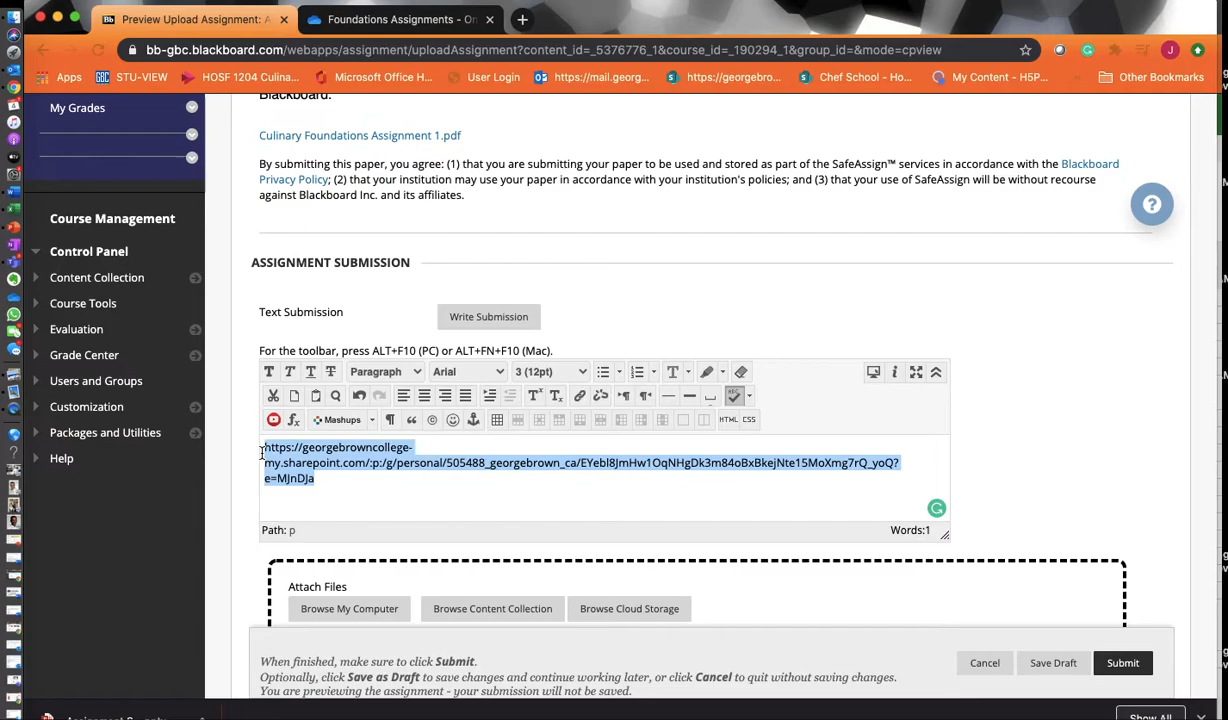 Preview Upload Assignment: A
Foundations Assignments - On
bb-gbc.blackboard.com/webapps/assignment/uploadAssignment?content_id=_5376776_1&course_id=_190294_1&group_id=&mode=cpview
Apps
STU-VIEW
HOSF 1204 Culina...
Microsoft Office H...
User Login
https://mail.georg...
https://georgebro...
Chef School - Ho...
My Content - H5P...
Other Bookmarks
My Grades
Blackboard.
Culinary Foundations Assignment 1.pdf
By submitting this paper, you agree: (1) that you are submitting your paper to be used and stored as part of the SafeAssign™ services in accordance with the Blackboard
Privacy Policy; (2) that your institution may use your paper in accordance with your institution's policies; and (3) that your use of SafeAssign will be without recourse
against Blackboard Inc. and its affiliates.
Course Management
Control Panel
Content Collection
Course Tools
Evaluation
Grade Center
Users and Groups
Customization
Packages and Utilities
Help
ASSIGNMENT SUBMISSION
Text Submission
Write Submission
For the toolbar, press ALT+F10 (PC) or ALT+FN+F10 (Mac).
Paragraph
Arial
3 (12pt)
Mashups
HTML CSS
https://georgebrowncollege-
my.sharepoint.com/:p:/g/personal/505488_georgebrown_ca/EYebl8JmHw1OqNHgDk3m84oBxBkejNte15MoXmg7rQ_yoQ?
e=MJnDJa
Path: p
Words:1
Attach Files
Browse My Computer
Browse Content Collection
Browse Cloud Storage
When finished, make sure to click Submit.
Optionally, click Save as Draft to save changes and continue working later, or click Cancel to quit without saving changes.
You are previewing the assignment - your submission will not be saved.
Cancel
Save Draft
Submit
Show All